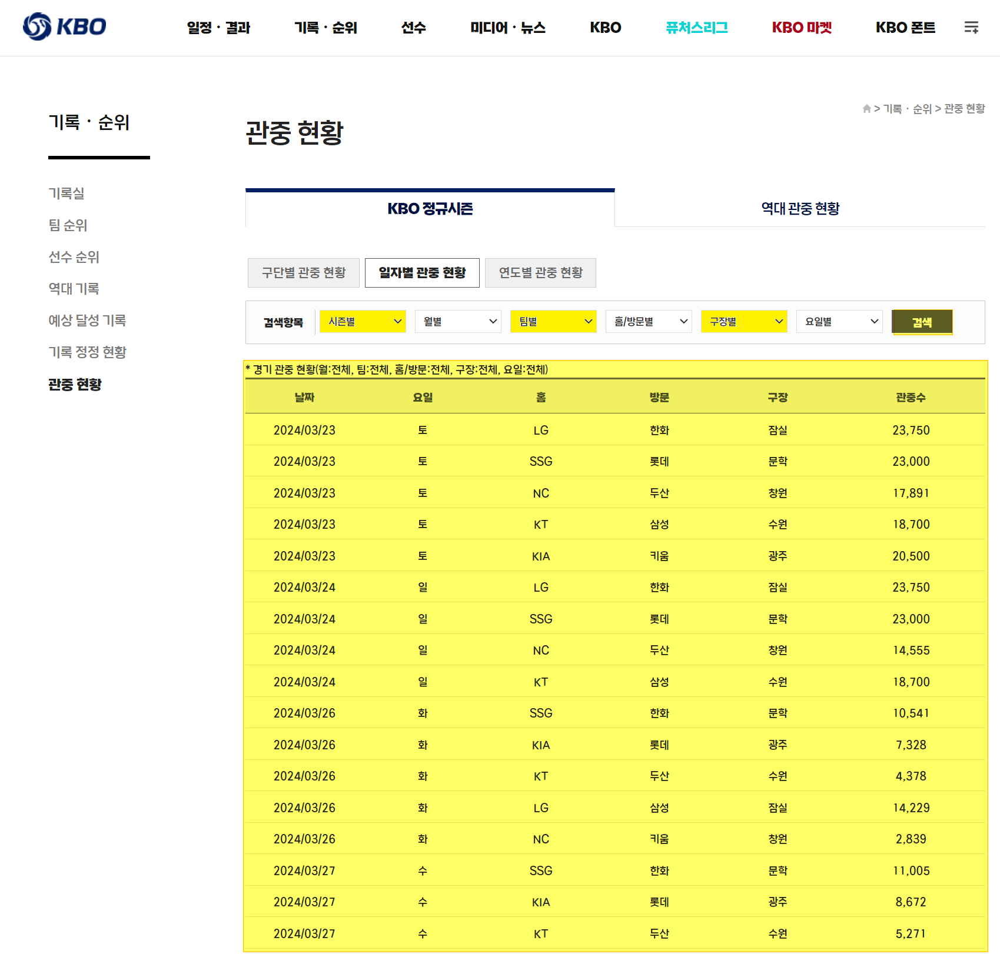 KBO
일정 · 결과 기록 · 순위 선수 미디어 · 뉴스 KBO 퓨처스리그 KBO 마켓 KBO 폰트
> 기록 · 순위 > 관중 현황
기록 · 순위
기록실
팀 순위
선수 순위
역대 기록
예상 달성 기록
기록 정정 현황
관중 현황
관중 현황
KBO 정규시즌 역대 관중 현황
구단별 관중 현황 일자별 관중 현황 연도별 관중 현황
검색항목 시즌별 월별 팀별 홈/방문별 구장별 요일별 검색
* 경기 관중 현황(월:전체, 팀:전체, 홈/방문:전체, 구장:전체, 요일:전체)
날짜 요일 홈 방문 구장 관중수
2024/03/23 토 LG 한화 잠실 23,750
2024/03/23 토 SSG 롯데 문학 23,000
2024/03/23 토 NC 두산 창원 17,891
2024/03/23 토 KT 삼성 수원 18,700
2024/03/23 토 KIA 키움 광주 20,500
2024/03/24 일 LG 한화 잠실 23,750
2024/03/24 일 SSG 롯데 문학 23,000
2024/03/24 일 NC 두산 창원 14,555
2024/03/24 일 KT 삼성 수원 18,700
2024/03/26 화 SSG 한화 문학 10,541
2024/03/26 화 KIA 롯데 광주 7,328
2024/03/26 화 KT 두산 수원 4,378
2024/03/26 화 LG 삼성 잠실 14,229
2024/03/26 화 NC 키움 창원 2,839
2024/03/27 수 SSG 한화 문학 11,005
2024/03/27 수 KIA 롯데 광주 8,672
2024/03/27 수 KT 두산 수원 5,271